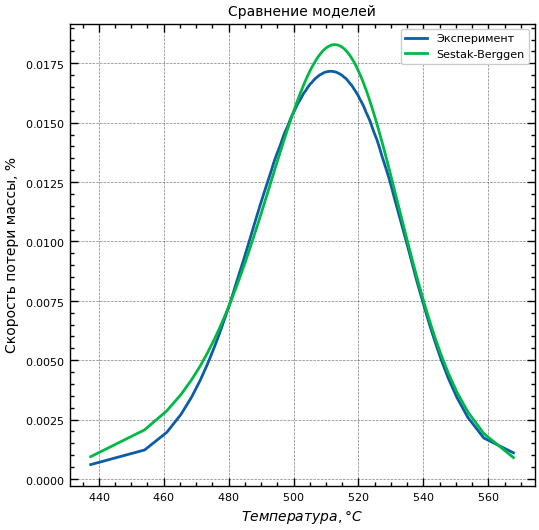 Сравнение моделей
Эксперимент
Sestak-Berggen
Скорость потери массы, %
0.0175
0.0150
0.0125
0.0100
0.0075
0.0050
0.0025
0.0000
440 460 480 500 520 540 560
Температура, °C